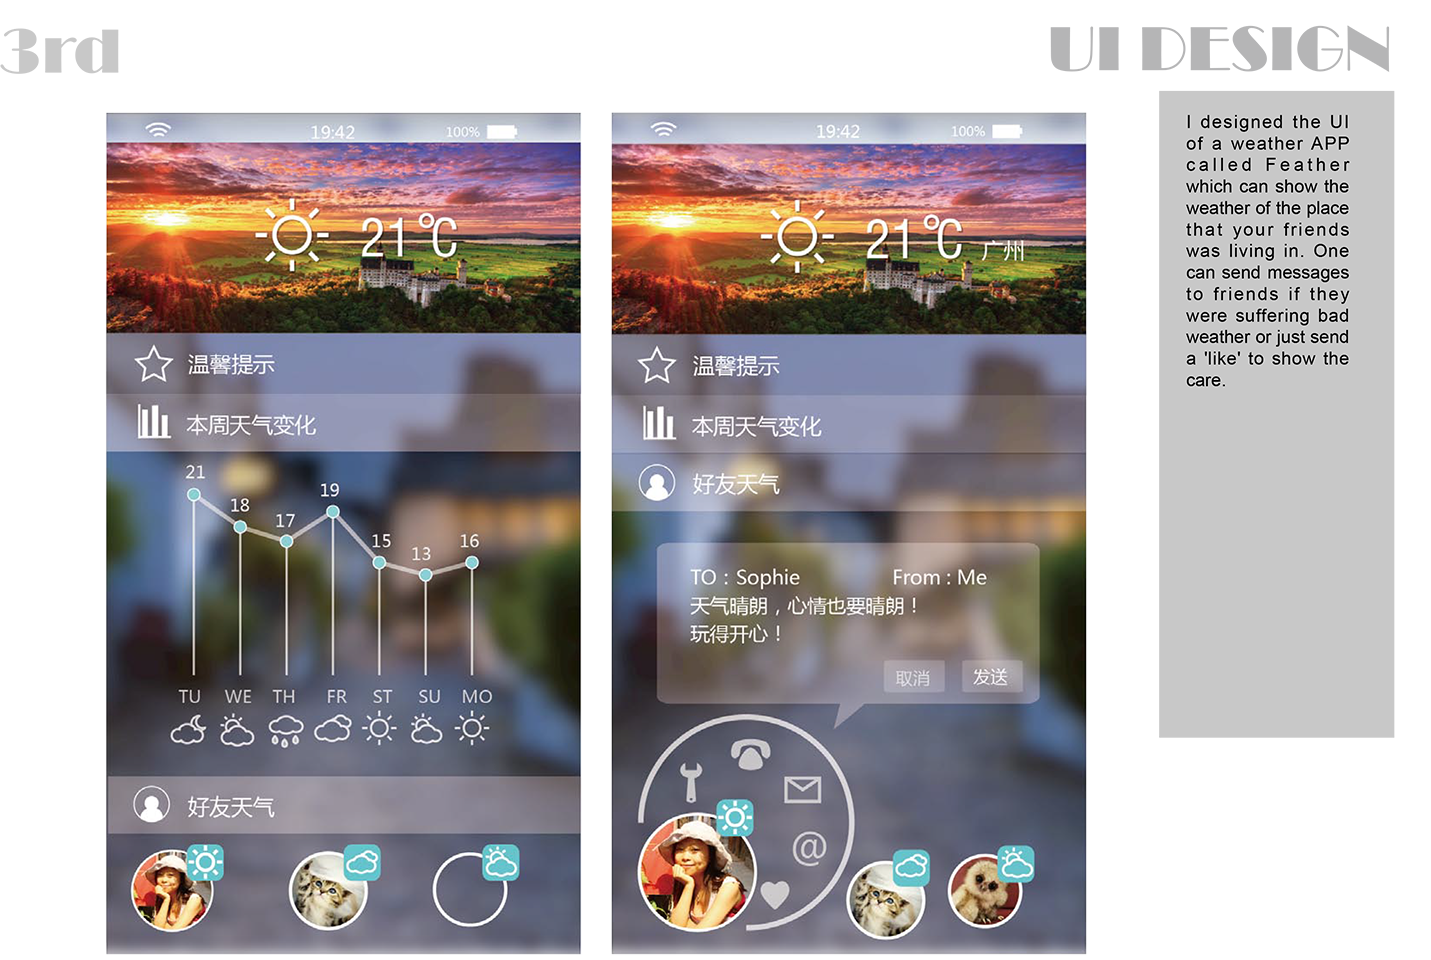 3rd
UI DESIGN
19:42
100%
21℃
温馨提示
本周天气变化
21
18
17
19
15
13
16
TU WE TH FR ST SU MO
好友天气
19:42
100%
21℃ 广州
温馨提示
本周天气变化
好友天气
TO : Sophie From : Me
天气晴朗，心情也要晴朗！
玩得开心！
取消 发送
@
I designed the UI
of a weather APP
called Feather
which can show the
weather of the place
that your friends
was living in. One
can send messages
to friends if they
were suffering bad
weather or just send
a 'like' to show the
care.